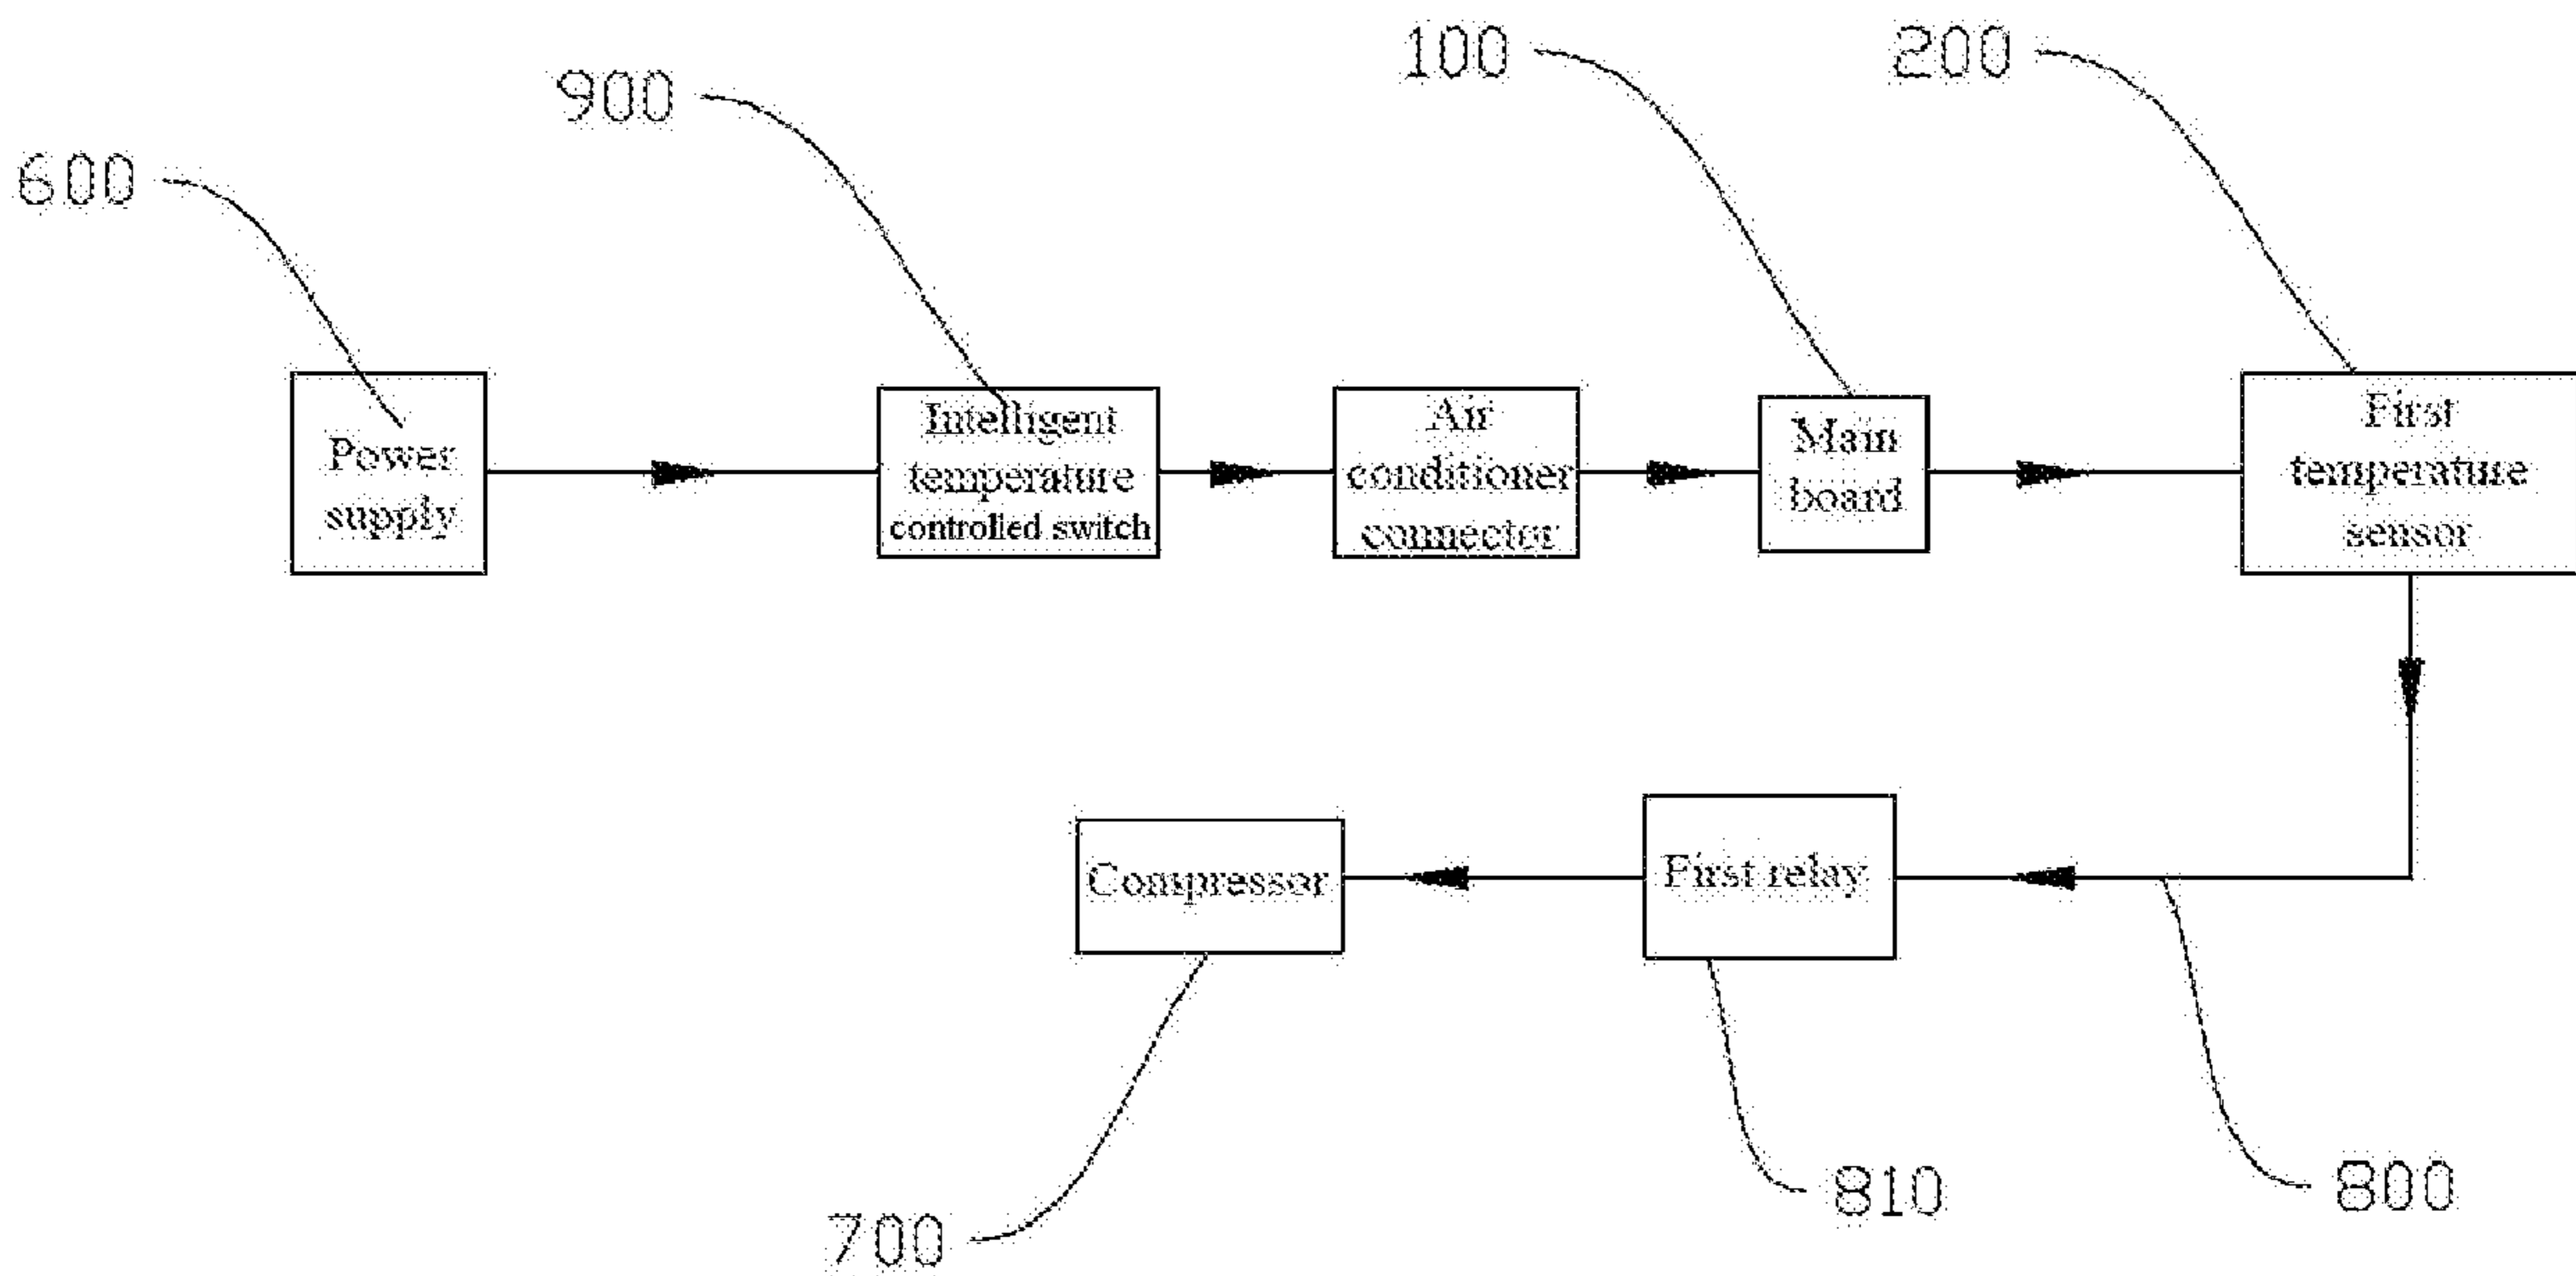 100
200
900
600
Power
supply
Intelligent
temperature
controlled switch
Air
conditioner
connector
Main
board
First
temperature
sensor
Compressor
First relay
810
800
700